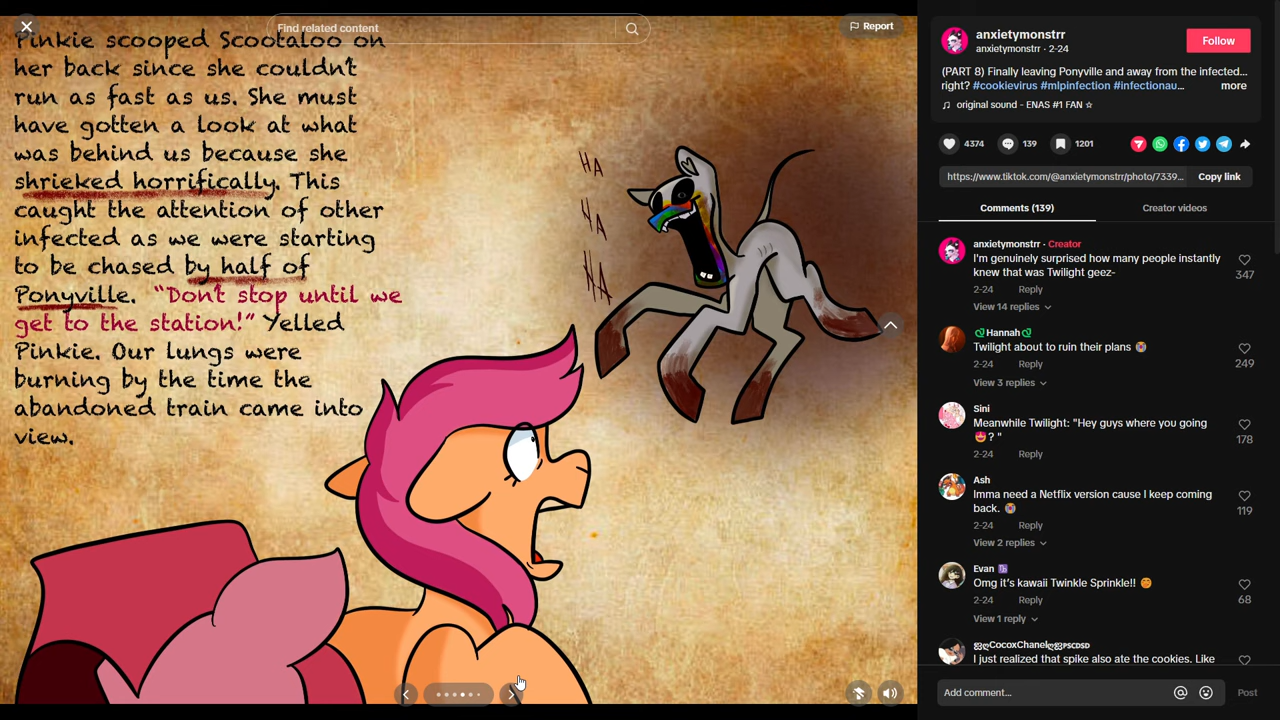 Find related content
Report
Pinkie scooped Scootaloo on
her back since she couldn't
run as fast as us. She must
have gotten a look at what
was behind us because she
shrieked horrifically. This
caught the attention of other
infected as we were starting
to be chased by half of
Ponyville. "Don't stop until we
get to the station!" Yelled
Pinkie. Our lungs were
burning by the time the
abandoned train came into
view.
HA
HA
HA
anxietymonstrr
anxietymonstrr · 2-24
Follow
(PART 8) Finally leaving Ponyville and away from the infected...
right? #cookievirus #mlpinfection #infectionau...
more
original sound - ENAS #1 FAN ☆
4374
139
1201
https://www.tiktok.com/@anxietymonstrr/photo/7339...
Copy link
Comments (139)
Creator videos
anxietymonstrr · Creator
I'm genuinely surprised how many people instantly
knew that was Twilight geez-
347
2-24
Reply
View 14 replies
Hannah
Twilight about to ruin their plans 😭
249
2-24
Reply
View 3 replies
Sini
Meanwhile Twilight: "Hey guys where you going
😍? "
178
2-24
Reply
Ash
Imma need a Netflix version cause I keep coming
back. 😭
119
2-24
Reply
View 2 replies
Evan
Omg it's kawaii Twinkle Sprinkle!! 🥰
68
2-24
Reply
View 1 reply
I just realized that spike also ate the cookies. Like
Add comment...
Post